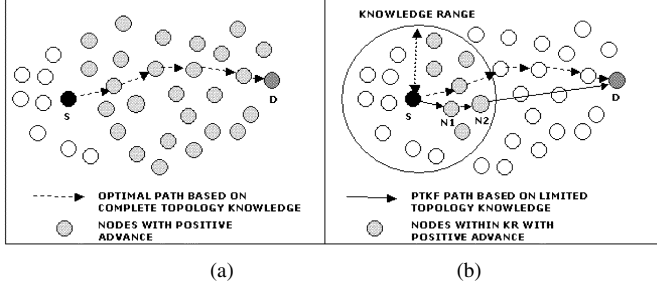 KNOWLEDGE RANGE
S
D
S
N1
N2
D
OPTIMAL PATH BASED ON
COMPLETE TOPOLOGY KNOWLEDGE
NODES WITH POSITIVE
ADVANCE
PTKF PATH BASED ON LIMITED
TOPOLOGY KNOWLEDGE
NODES WITHIN KR WITH
POSITIVE ADVANCE
(a)
(b)